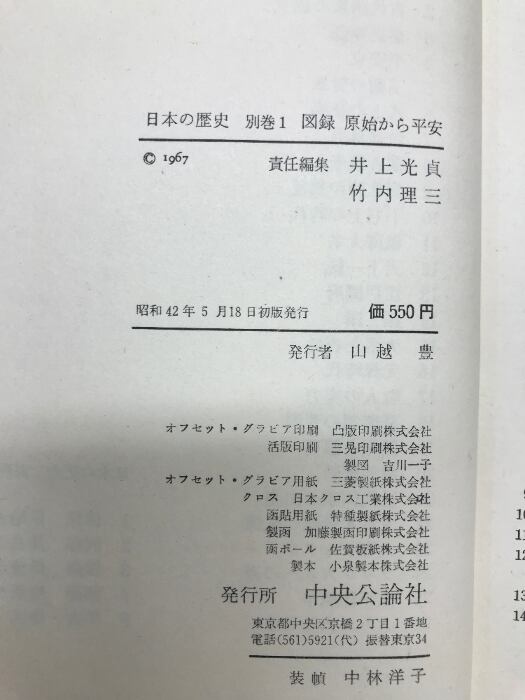 日本の歴史 別巻1 図録 原始から平安
© 1967 責任編集 井上光貞
竹内理三
昭和42年5月18日初版発行 価550円
発行者 山越 豊
オフセット・グラビア印刷 凸版印刷株式会社
活版印刷 三晃印刷株式会社
製図 吉川一子
オフセット・グラビア用紙 三菱製紙株式会社
クロス 日本クロス工業株式会社
函貼用紙 特種製紙株式会社
製函 加藤製函印刷株式会社
函ボール 佐賀板紙株式会社
製本 小泉製本株式会社
発行所 中央公論社
東京都中央区京橋2丁目1番地
電話(561)5921(代) 振替東京34
装幀 中林洋子
10
11
12
13
14